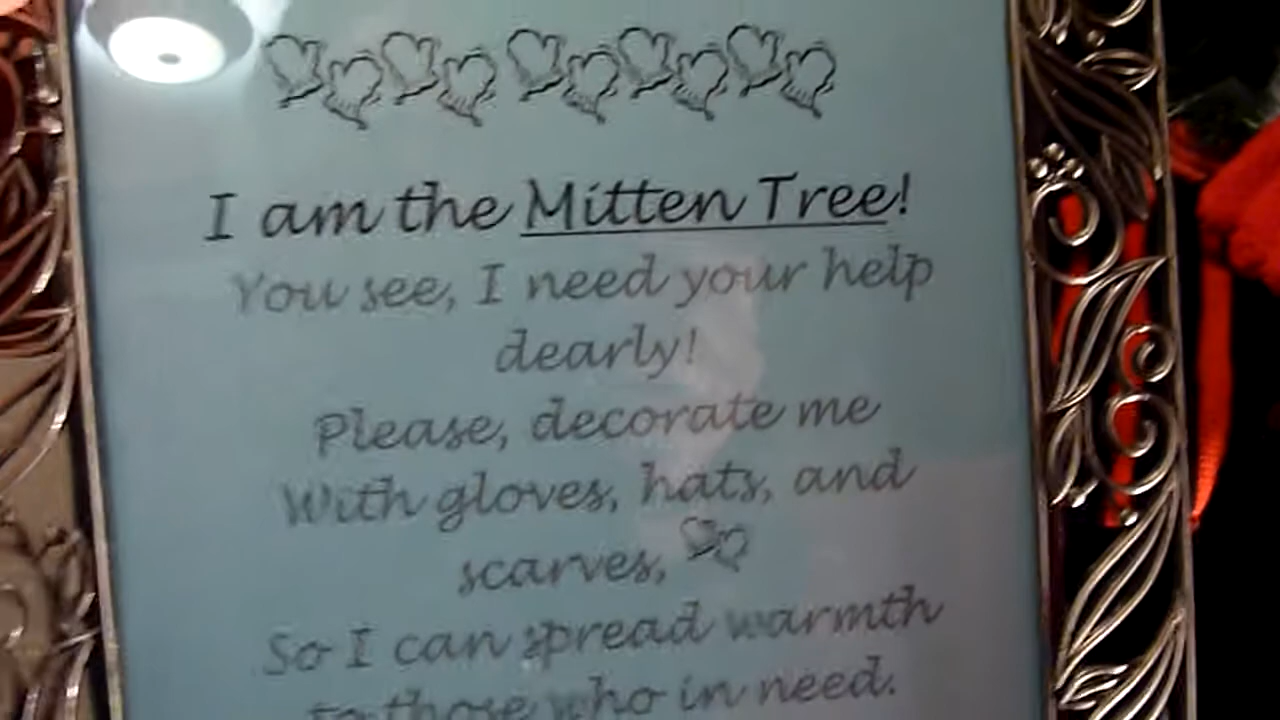 I am the Mitten Tree!
You see, I need your help
dearly!
Please, decorate me
With gloves, hats, and
scarves,
So I can spread warmth
to those who in need.